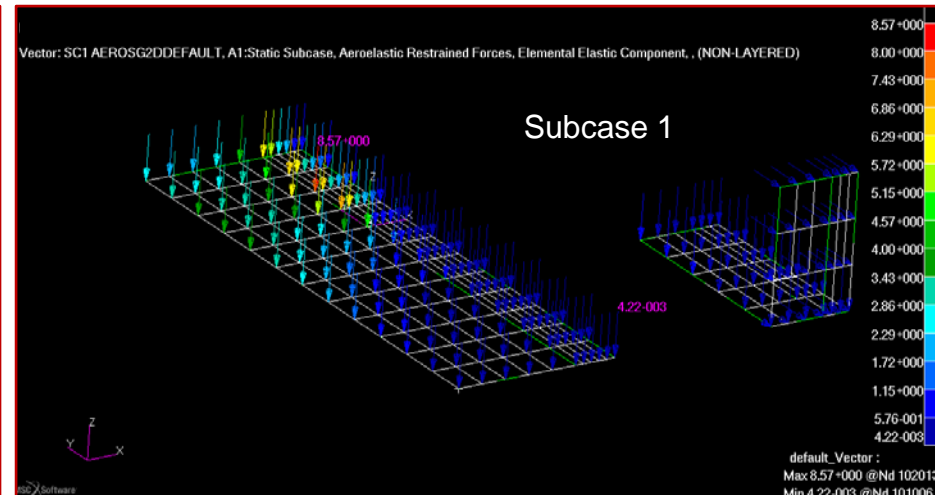 Vector: SC1 AEROSG2DDEFAULT, A1:Static Subcase, Aeroelastic Restrained Forces, Elemental Elastic Component, , (NON-LAYERED)
Subcase 1
8.57+000
4.22-003
8.57+000
8.00+000
7.43+000
6.86+000
6.29+000
5.72+000
5.15+000
4.57+000
4.00+000
3.43+000
2.86+000
2.29+000
1.72+000
1.15+000
5.76-001
4.22-003
Z
Z
Y
X
default_Vector :
Max 8.57+000 @Nd 102013
Min 4.22-003 @Nd 101006
MSC Software